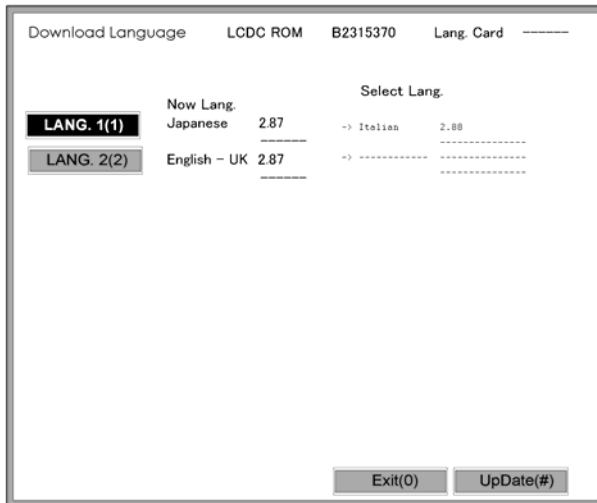 Download Language LCDC ROM B2315370 Lang. Card ------
Select Lang.
Now Lang.
LANG. 1(1) Japanese 2.87 -> Italian 2.88
------ ---------------
LANG. 2(2) English - UK 2.87 -> ------------ ---------------
------ ---------------
Exit(0) UpDate(#)